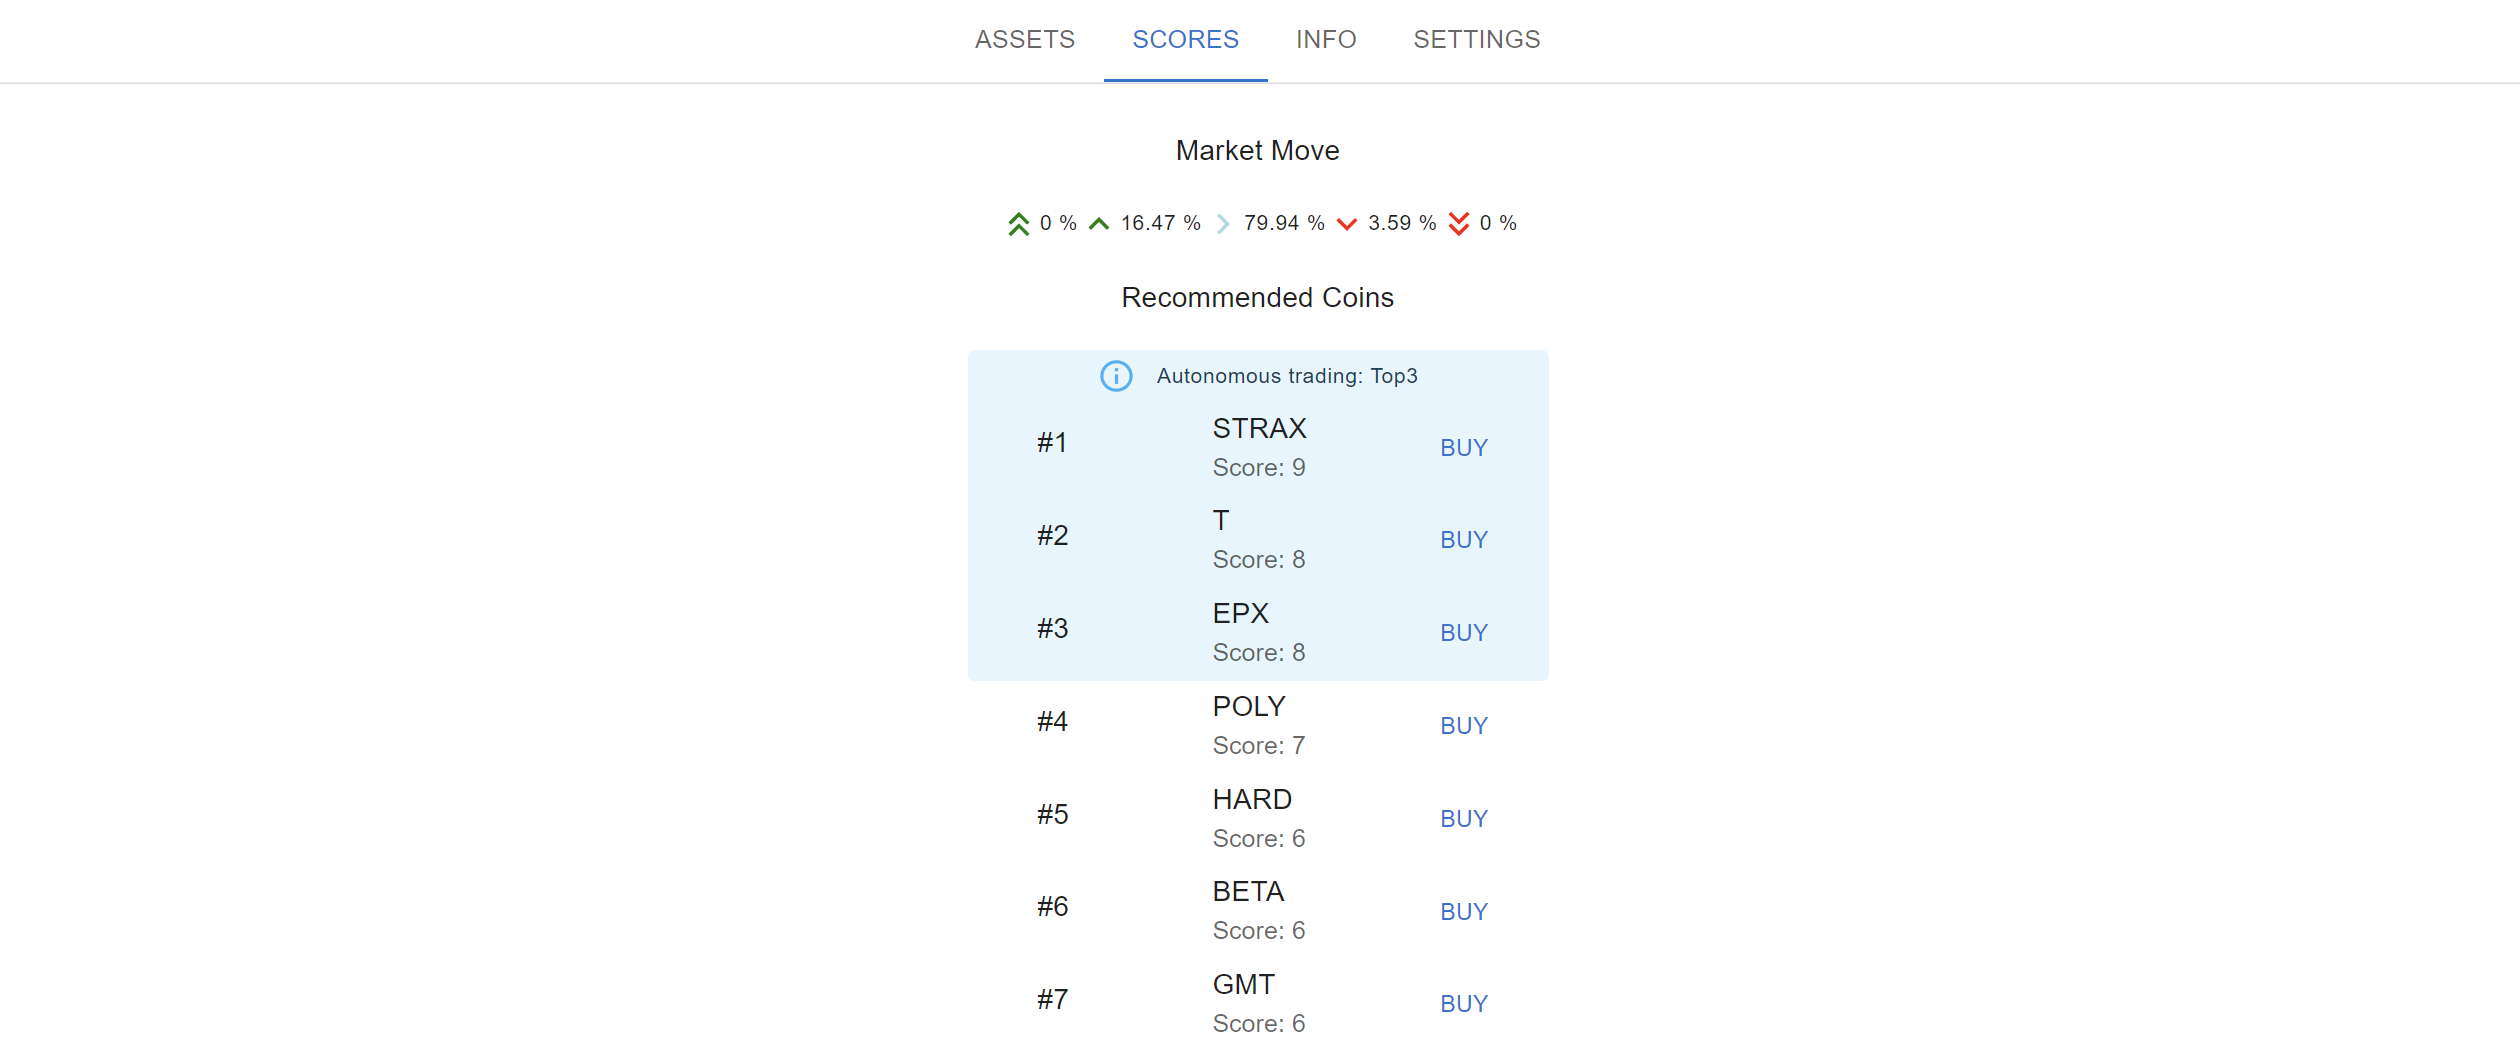 ASSETS SCORES INFO SETTINGS
Market Move
0 % 16.47 % 79.94 % 3.59 % 0 %
Recommended Coins
Autonomous trading: Top3
#1 STRAX BUY
Score: 9
#2 T BUY
Score: 8
#3 EPX BUY
Score: 8
#4 POLY BUY
Score: 7
#5 HARD BUY
Score: 6
#6 BETA BUY
Score: 6
#7 GMT BUY
Score: 6